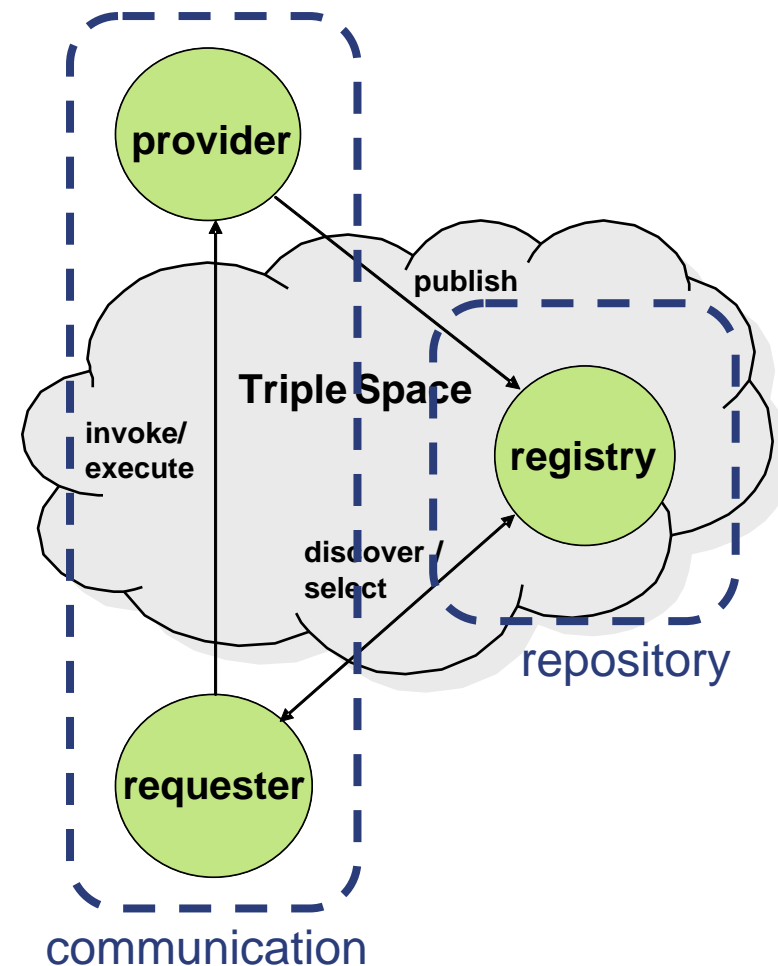 provider
publish
Triple Space
invoke/
execute
registry
discover /
select
repository
requester
communication